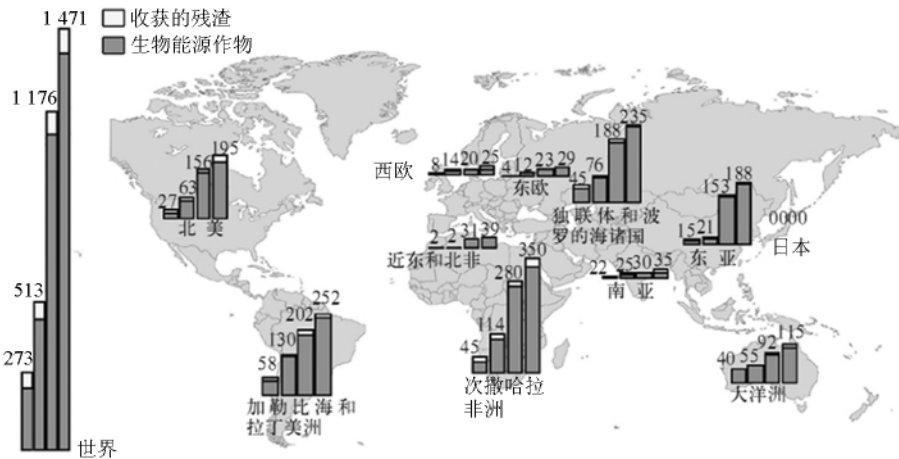 1 471
收获的残渣
生物能源作物
1 176
513
273
世界
27 63 156 195
北美
西欧
8 14 20 25
4 12 23 29
东欧
45 76 188 235
独联体和波
罗的海诸国
15 21 153 188
东亚
0000
日本
2 2 31 39
近东和北非
22 25 30 35
南亚
58 130 202 252
加勒比海和
拉丁美洲
45 114 280 350
次撒哈拉
非洲
40 55 92 115
大洋洲